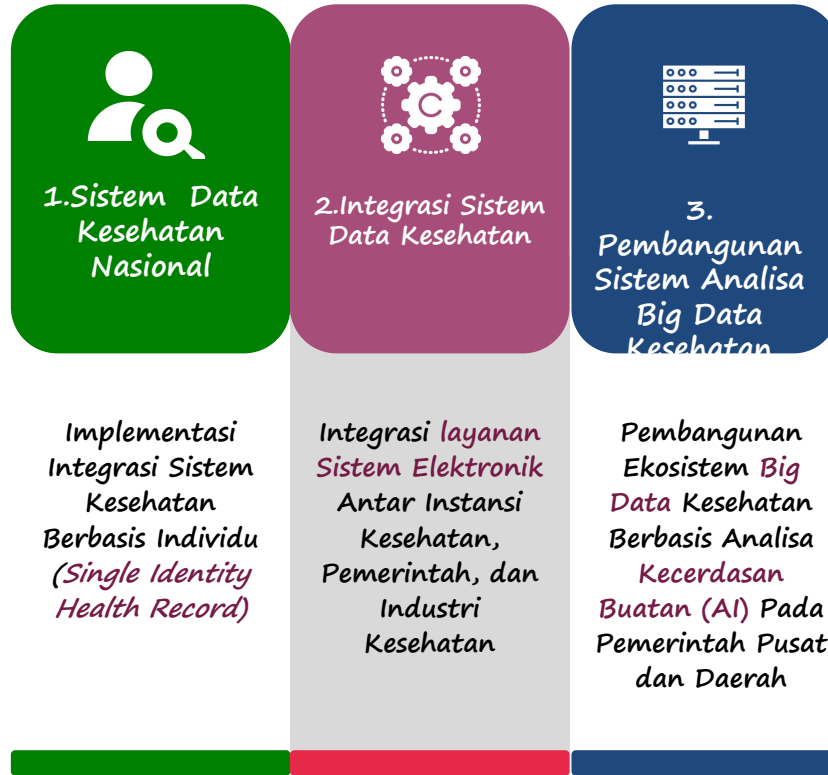 1.Sistem Data
Kesehatan
Nasional
2.Integrasi Sistem
Data Kesehatan
3.
Pembangunan
Sistem Analisa
Big Data
Kesehatan
Implementasi
Integrasi Sistem
Kesehatan
Berbasis Individu
(Single Identity
Health Record)
Integrasi layanan
Sistem Elektronik
Antar Instansi
Kesehatan,
Pemerintah, dan
Industri
Kesehatan
Pembangunan
Ekosistem Big
Data Kesehatan
Berbasis Analisa
Kecerdasan
Buatan (AI) Pada
Pemerintah Pusat
dan Daerah